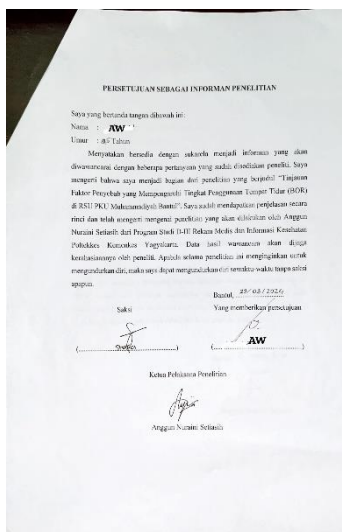 PERSETUJUAN SEBAGAI INFORMAN PENELITIAN
Saya yang bertanda tangan dibawah ini:
Nama : AW
Umur : Tahun
Menyatakan bersedia dengan sukarela menjadi informan yang akan
diwawancarai dengan beberapa pertanyaan yang sudah disediakan peneliti. Saya
mengerti bahwa saya menjadi bagian dari penelitian yang berjudul "Tinjauan
Faktor Penyebab yang Mempengaruhi Tingkat Penggunaan Tempat Tidur (BOR)
di RSU PKU Muhammadiyah Bantul". Saya sudah mendapatkan penjelasan secara
rinci dan telah mengerti mengenai penelitian yang akan dilakukan oleh Anggun
Nuraini Setiasih dari Program Studi D-III Rekam Medis dan Informasi Kesehatan
Poltekkes Kemenkes Yogyakarta. Data hasil wawancara akan dijaga
kerahasiaannya oleh peneliti. Apabila selama penelitian ini menginginkan untuk
mengundurkan diri, maka saya dapat mengundurkan diri sewaktu waktu tanpa saksi
apapun.
Bantul, /03/2024
Saksi Yang memberikan persetujuan
(....................) (....................)
AW
Ketua Pelaksana Penelitian
Anggun Nuraini Setiasih